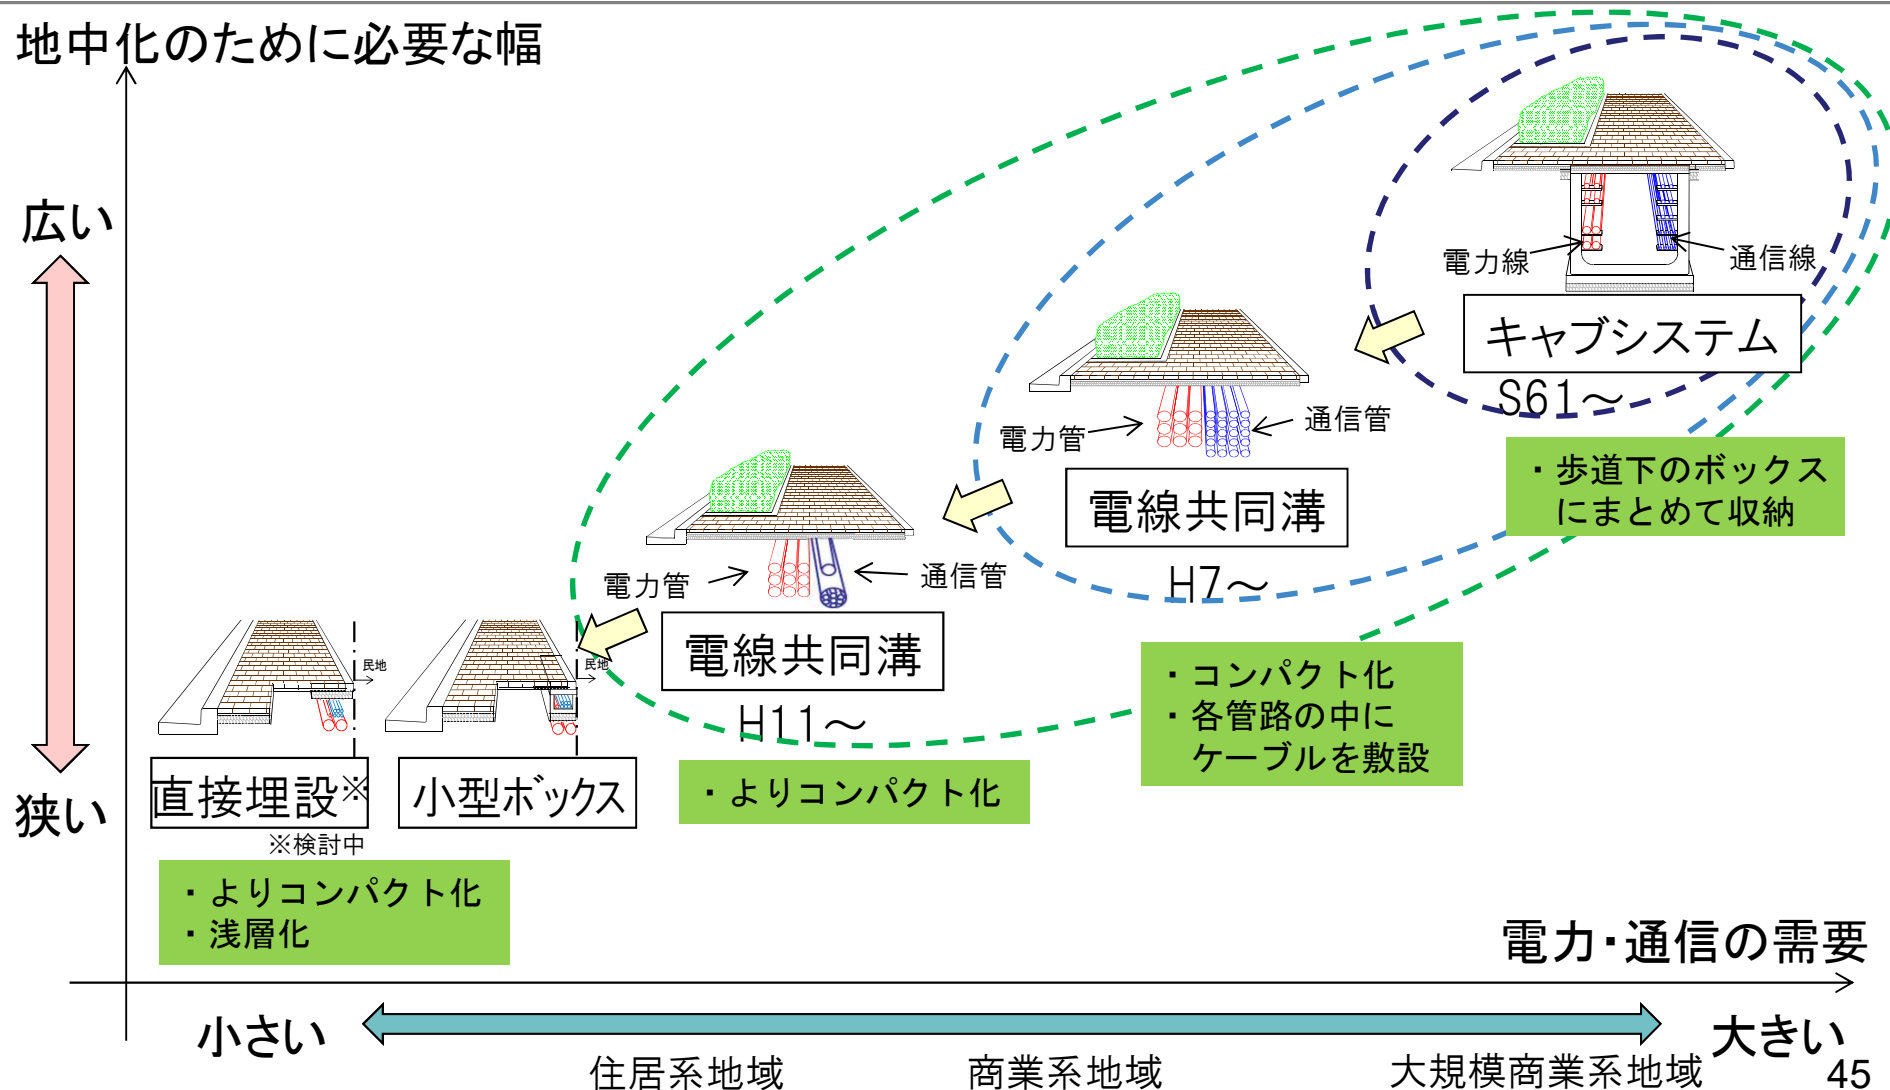 地中化のために必要な幅
広い
狭い
電力線
通信線
キャブシステム
S61～
・歩道下のボックス
にまとめて収納
電力管
通信管
電線共同溝
H7～
・コンパクト化
・各管路の中に
ケーブルを敷設
電力管
通信管
電線共同溝
H11～
・よりコンパクト化
民地
民地
直接埋設※
※検討中
小型ボックス
・よりコンパクト化
・浅層化
電力・通信の需要
小さい
大きい
住居系地域
商業系地域
大規模商業系地域
45